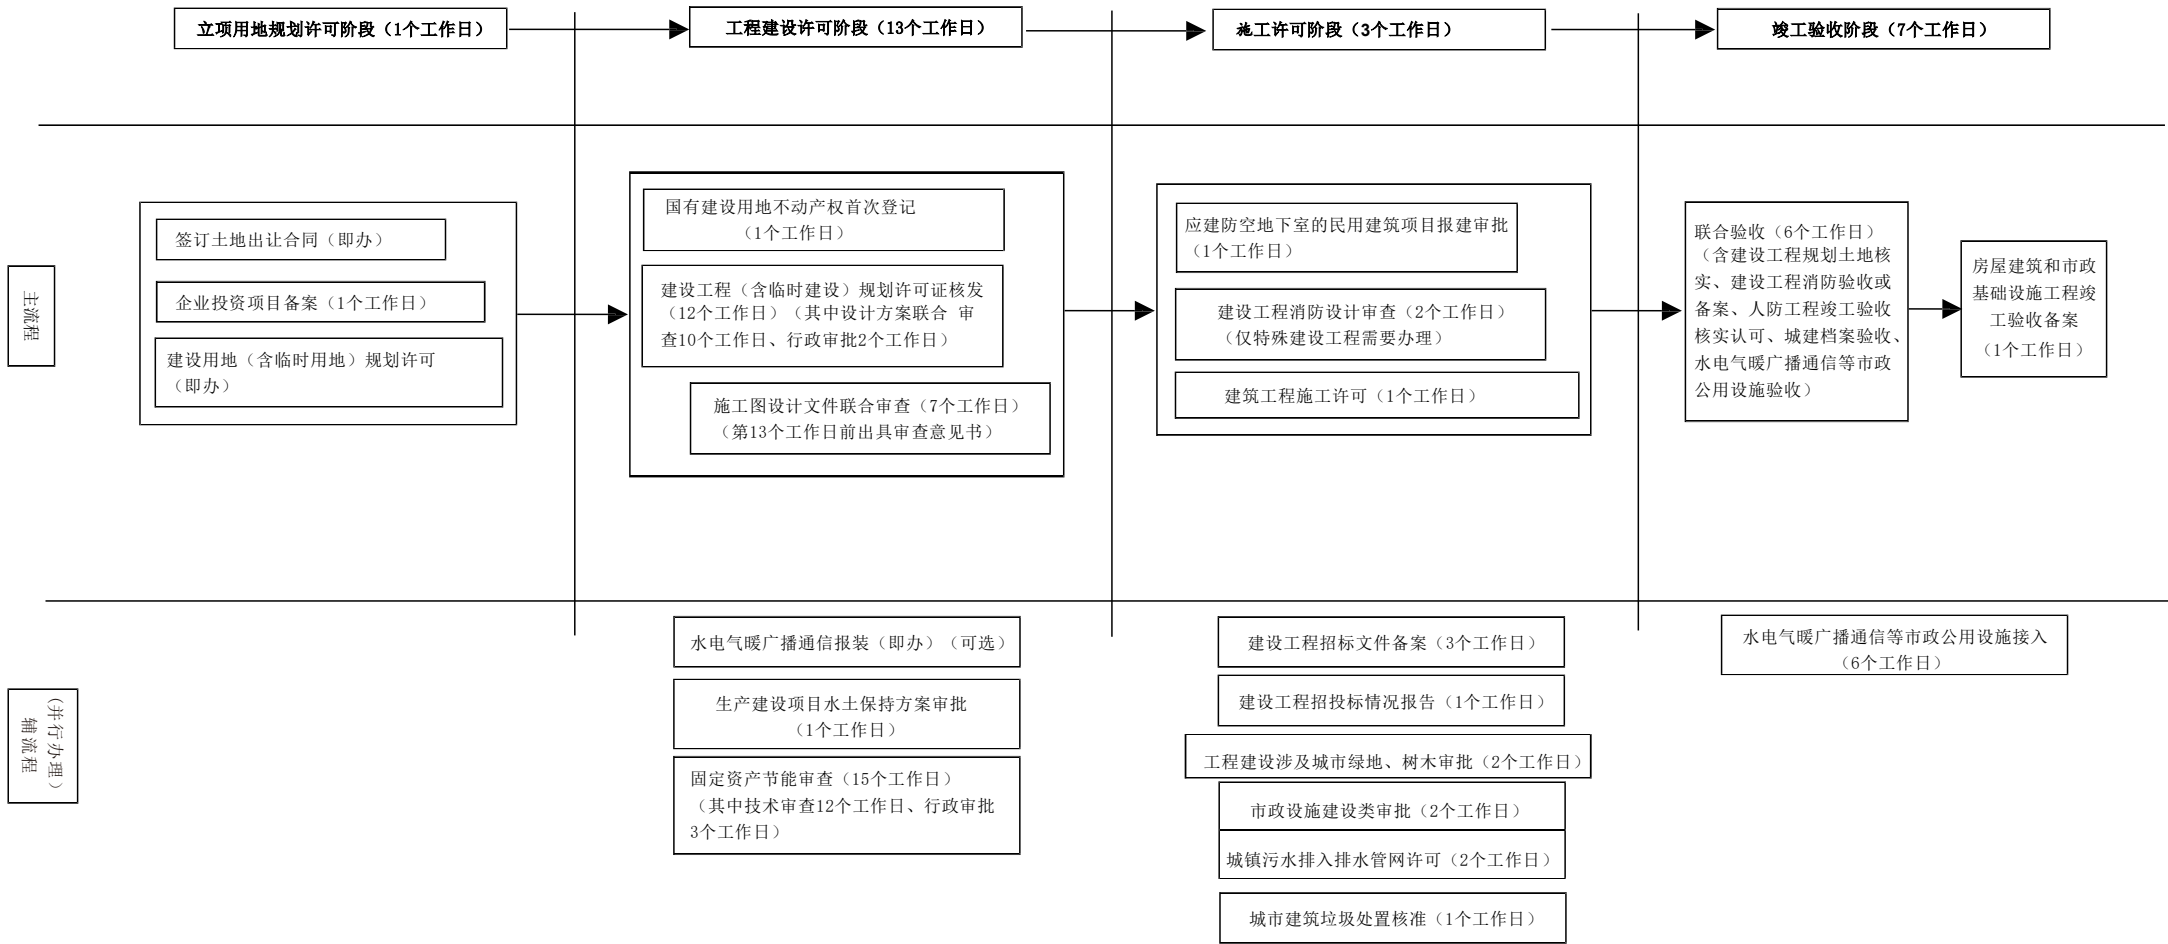 立项用地规划许可阶段（1个工作日）
工程建设许可阶段（13个工作日）
施工许可阶段（3个工作日）
竣工验收阶段（7个工作日）
主流程
签订土地出让合同（即办）
企业投资项目备案（1个工作日）
建设用地（含临时用地）规划许可
（即办）
国有建设用地不动产权首次登记
（1个工作日）
建设工程（含临时建设）规划许可证核发
（12个工作日）（其中设计方案联合 审
查10个工作日、行政审批2个工作日）
施工图设计文件联合审查（7个工作日）
（第13个工作日前出具审查意见书）
应建防空地下室的民用建筑项目报建审批
（1个工作日）
建设工程消防设计审查（2个工作日）
（仅特殊建设工程需要办理）
建筑工程施工许可（1个工作日）
联合验收（6个工作日）
（含建设工程规划土地核
实、建设工程消防验收或
备案、人防工程竣工验收
核实认可、城建档案验收、
水电气暖广播通信等市政
公用设施验收）
房屋建筑和市政
基础设施工程竣
工验收备案
（1个工作日）
（并行办理）
辅流程
水电气暖广播通信报装（即办）（可选）
生产建设项目水土保持方案审批
（1个工作日）
固定资产节能审查（15个工作日）
（其中技术审查12个工作日、行政审批
3个工作日）
建设工程招标文件备案（3个工作日）
建设工程招投标情况报告（1个工作日）
工程建设涉及城市绿地、树木审批（2个工作日）
市政设施建设类审批（2个工作日）
城镇污水排入排水管网许可（2个工作日）
城市建筑垃圾处置核准（1个工作日）
水电气暖广播通信等市政公用设施接入
（6个工作日）